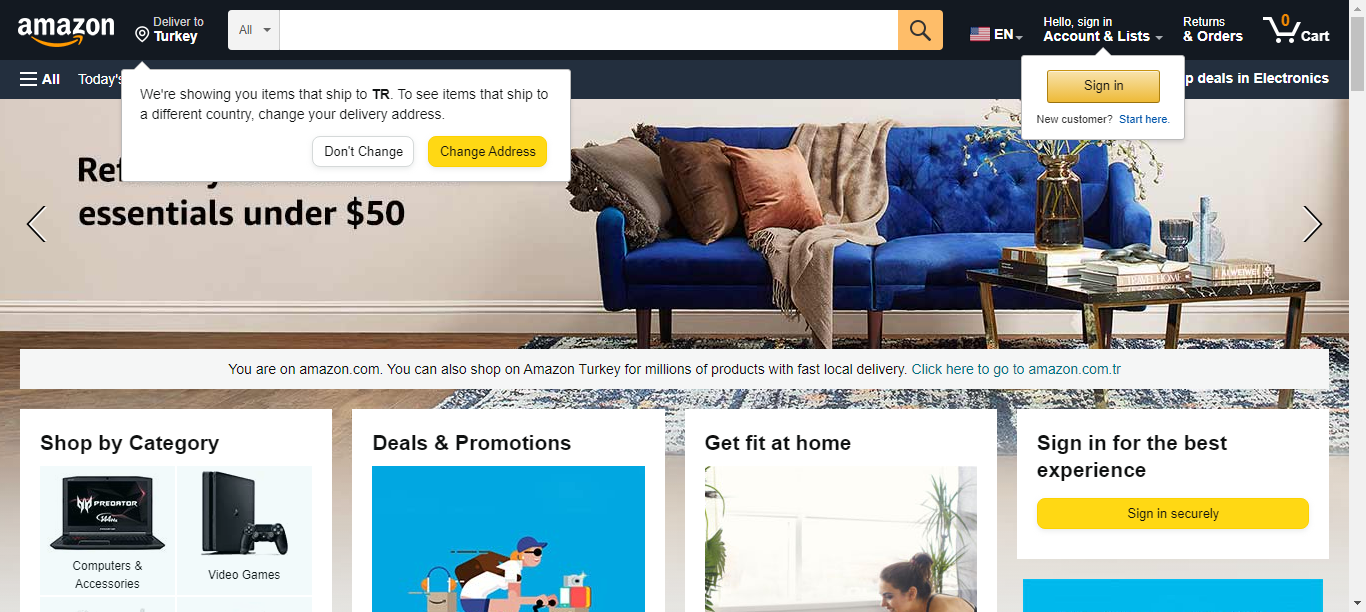 amazon
Deliver to
Turkey
All
EN
Hello, sign in
Account & Lists
Returns
& Orders
0
Cart
All
Today's
p deals in Electronics
We're showing you items that ship to TR. To see items that ship to
a different country, change your delivery address.
Don't Change
Change Address
Sign in
New customer? Start here.
essentials under $50
You are on amazon.com. You can also shop on Amazon Turkey for millions of products with fast local delivery. Click here to go to amazon.com.tr
Shop by Category
Deals & Promotions
Get fit at home
Sign in for the best
experience
Sign in securely
PREDATOR
Computers &
Accessories
Video Games